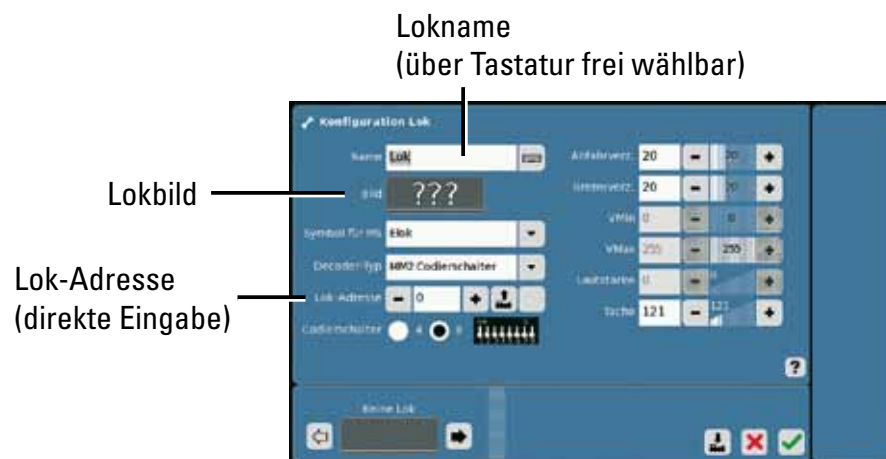 Lokname
(über Tastatur frei wählbar)
Konfiguration Lok
Name Lok
Anfahrverz. 20 - 20 +
Lokbild
Bild ???
Bremsverz. 20 - 20 +
Symbol für MS Elok
VMin 0 - 0 +
Decoder-Typ MM2 Codierschalter
VMax 255 - 255 +
Lok-Adresse
(direkte Eingabe)
Lok-Adresse - 0 +
Lautstärke 0 - 0 +
Codierschalter 4 8
Tacho 121 - 121 +
?
Keine Lok